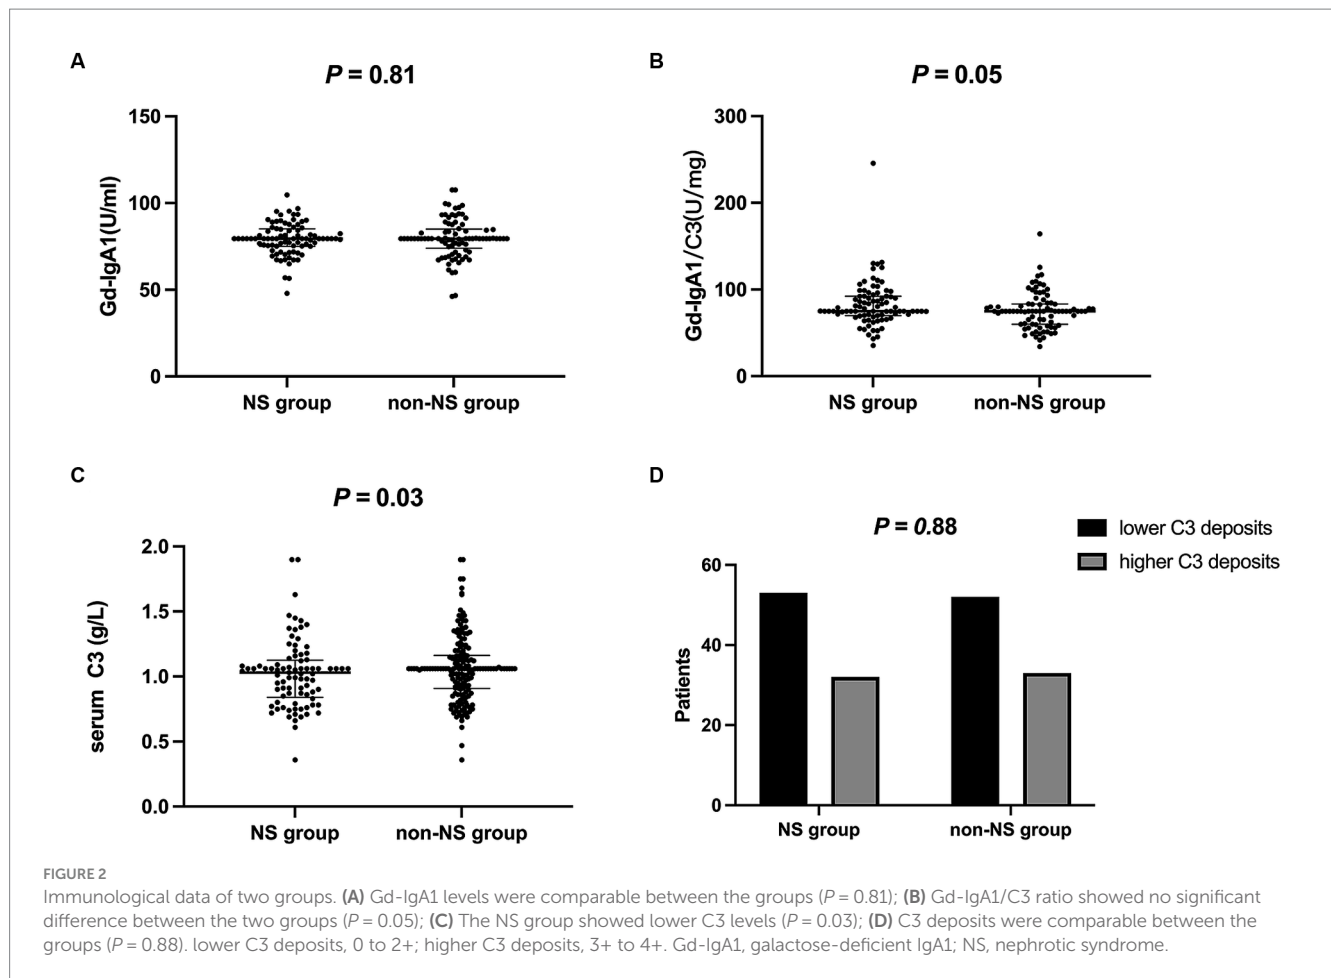 A
P = 0.81
150
100
50
0
Gd-IgA1(U/ml)
NS group
non-NS group
B
P = 0.05
300
200
100
0
Gd-IgA1/C3(U/mg)
NS group
non-NS group
C
P = 0.03
2.0
1.5
1.0
0.5
0.0
serum C3 (g/L)
NS group
non-NS group
D
P = 0.88
lower C3 deposits
higher C3 deposits
60
40
20
0
Patients
NS group
non-NS group
FIGURE 2
Immunological data of two groups. (A) Gd-IgA1 levels were comparable between the groups (P = 0.81); (B) Gd-IgA1/C3 ratio showed no significant
difference between the two groups (P = 0.05); (C) The NS group showed lower C3 levels (P = 0.03); (D) C3 deposits were comparable between the
groups (P = 0.88). lower C3 deposits, 0 to 2+; higher C3 deposits, 3+ to 4+. Gd-IgA1, galactose-deficient IgA1; NS, nephrotic syndrome.